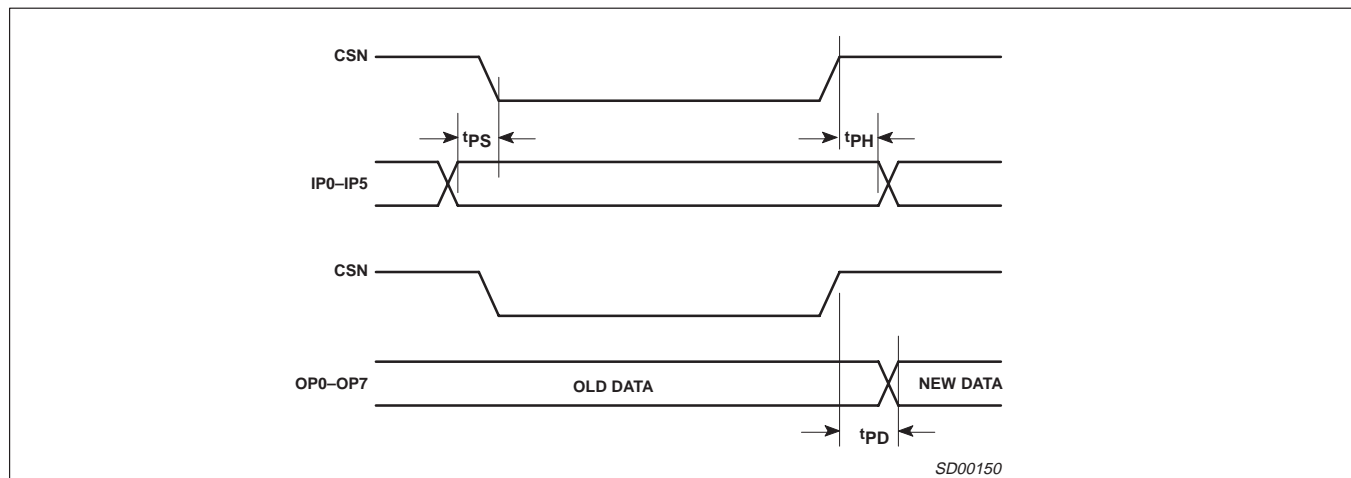 CSN
tPS
tPH
IP0–IP5
CSN
OP0–OP7
OLD DATA
NEW DATA
tPD
SD00150